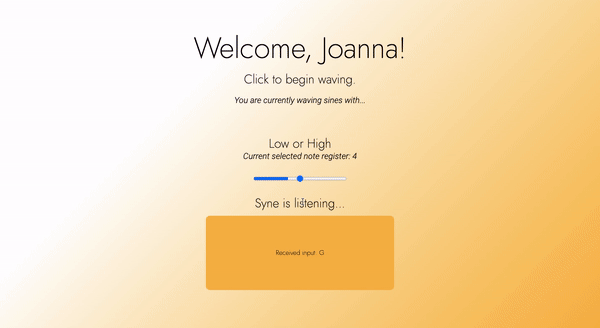 Welcome, Joanna!
Click to begin waving.
You are currently waving sines with...
Low or High
Current selected note register: 4
Syne is listening...
Received input: G